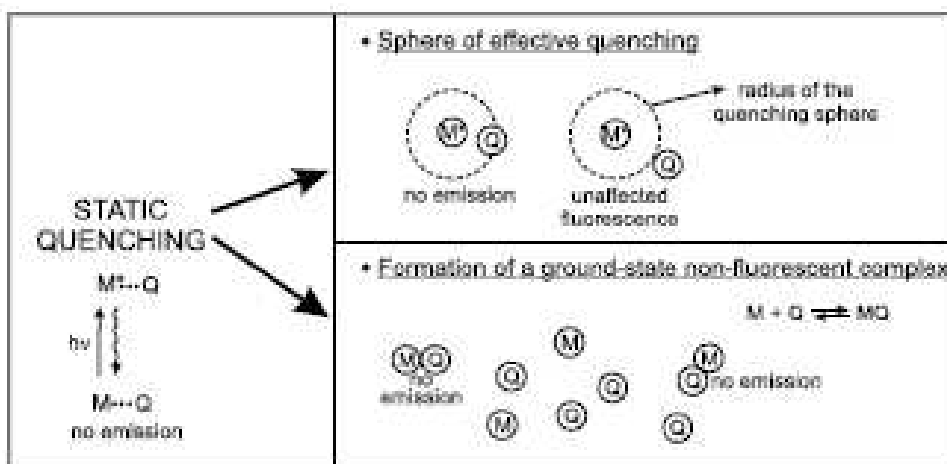 STATIC
QUENCHING
M*···Q
hν
M···Q
no emission
• Sphere of effective quenching
M* Q
no emission
M* Q
unaffected
fluorescence
radius of the
quenching sphere
• Formation of a ground-state non-fluorescent complex
M + Q ⇌ MQ
M Q
no
emission
Q
M
M
Q
Q
M
Q no emission
Q